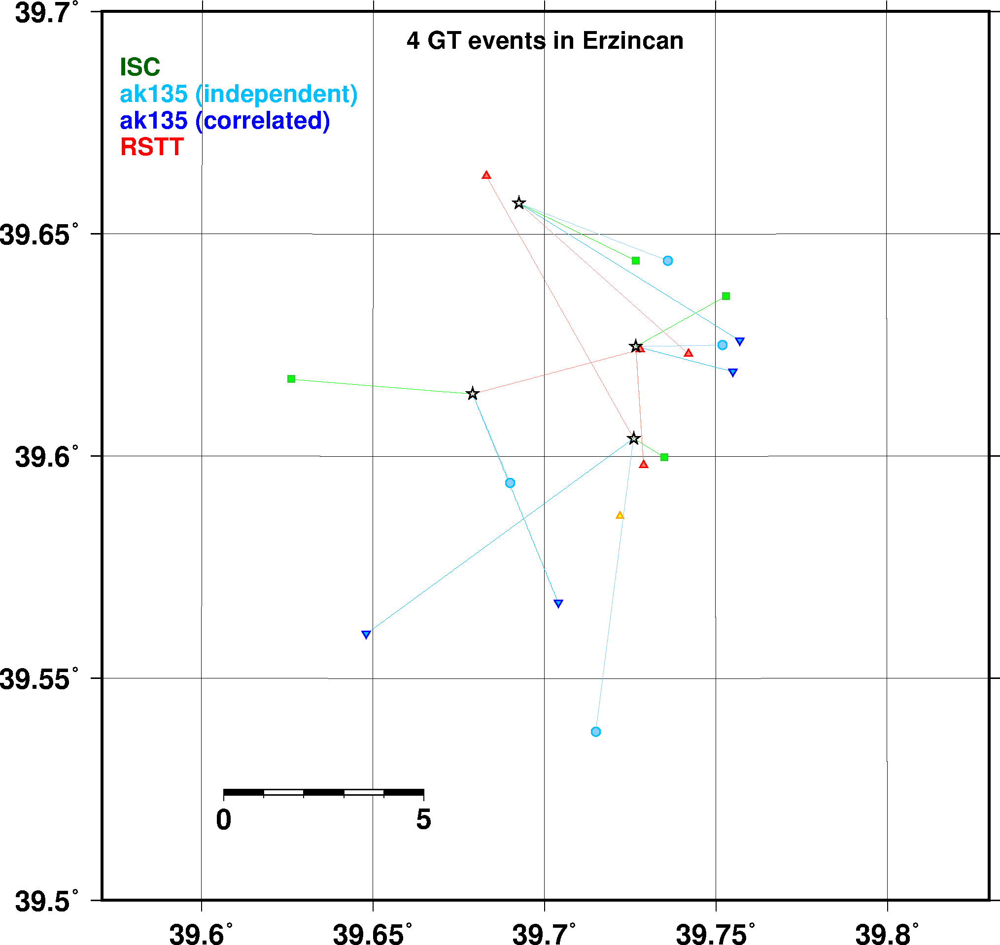 4 GT events in Erzincan
ISC
ak135 (independent)
ak135 (correlated)
RSTT
39.7°
39.65°
39.6°
39.55°
39.5°
0 5
39.6° 39.65° 39.7° 39.75° 39.8°